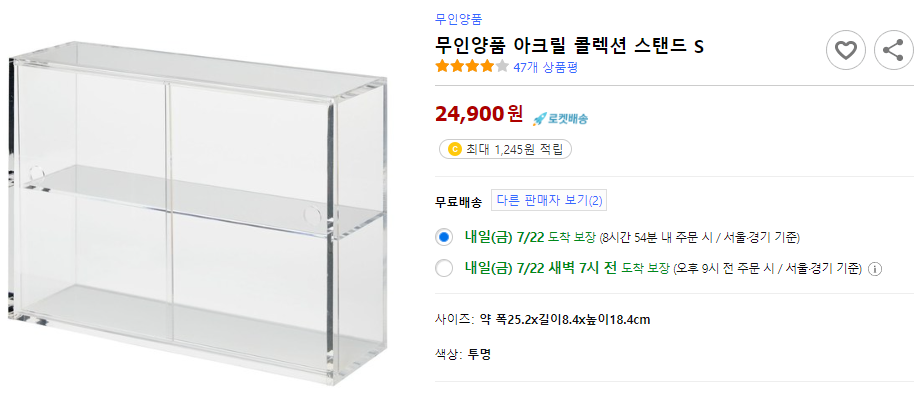 무인양품
무인양품 아크릴 콜렉션 스탠드 S
47개 상품평
24,900원 로켓배송
C 최대 1,245원 적립
무료배송 다른 판매자 보기(2)
내일(금) 7/22 도착 보장 (8시간 54분 내 주문 시 / 서울·경기 기준)
내일(금) 7/22 새벽 7시 전 도착 보장 (오후 9시 전 주문 시 / 서울·경기 기준) i
사이즈: 약 폭25.2x길이8.4x높이18.4cm
색상: 투명